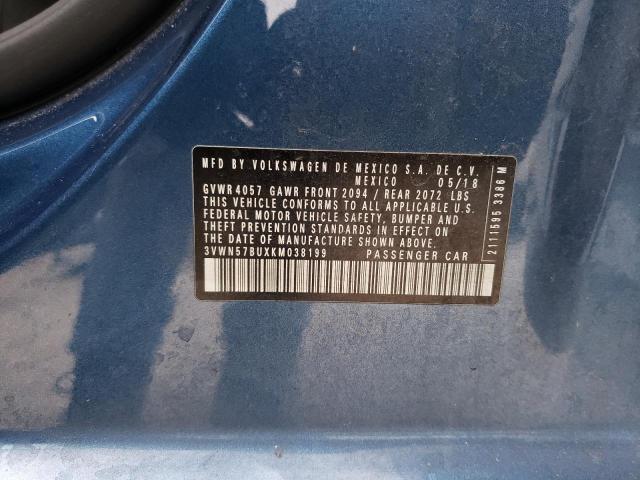 MFD BY VOLKSWAGEN DE MEXICO S.A. DE C.V.
MEXICO 05/18
GVWR 4057 GAWR FRONT 2094 / REAR 2072 LBS
THIS VEHICLE CONFORMS TO ALL APPLICABLE U.S.
FEDERAL MOTOR VEHICLE SAFETY, BUMPER AND
THEFT PREVENTION STANDARDS IN EFFECT ON
THE DATE OF MANUFACTURE SHOWN ABOVE.
3VWN57BUXKM038199 PASSENGER CAR
2111595 3386 M